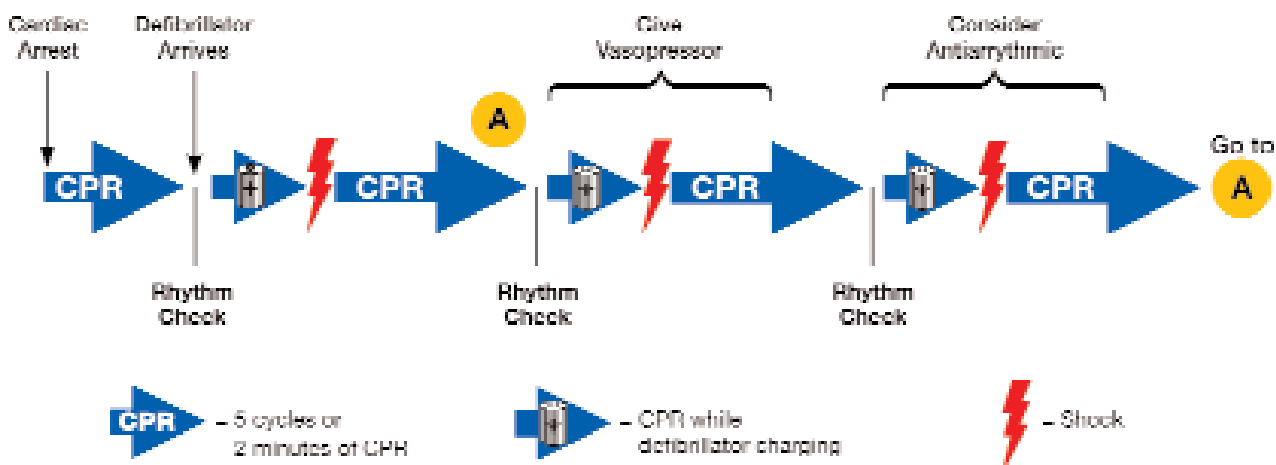 Cardiac
Arrest
Defibrillator
Arrives
Give
Vasopressor
Consider
Antiarrythmic
A
Go to
A
CPR
CPR
CPR
CPR
Rhythm
Check
Rhythm
Check
Rhythm
Check
CPR
= 5 cycles or
2 minutes of CPR
= CPR while
defibrillator charging
= Shock